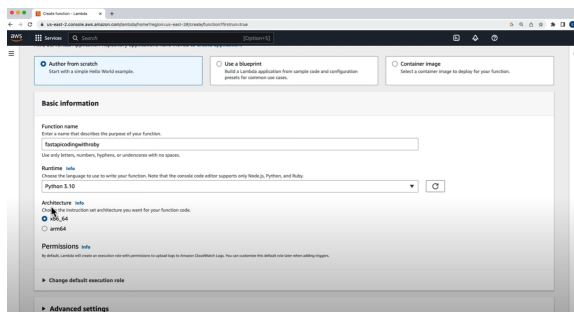 Create function - Lambda
us-east-2.console.aws.amazon.com/lambda/home?region=us-east-2#/create/function?firstrun=true
aws
Services
Search
[Option+S]
Author from scratch
Start with a simple Hello World example.
Use a blueprint
Build a Lambda application from sample code and configuration
presets for common use cases.
Container image
Select a container image to deploy for your function.
Basic information
Function name
Enter a name that describes the purpose of your function.
fastapicodingwithroby
Use only letters, numbers, hyphens, or underscores with no spaces.
Runtime Info
Choose the language to use to write your function. Note that the console code editor supports only Node.js, Python, and Ruby.
Python 3.10
Architecture Info
Choose the instruction set architecture you want for your function code.
x86_64
arm64
Permissions Info
By default, Lambda will create an execution role with permissions to upload logs to Amazon CloudWatch Logs. You can customize this default role later when adding triggers.
Change default execution role
Advanced settings